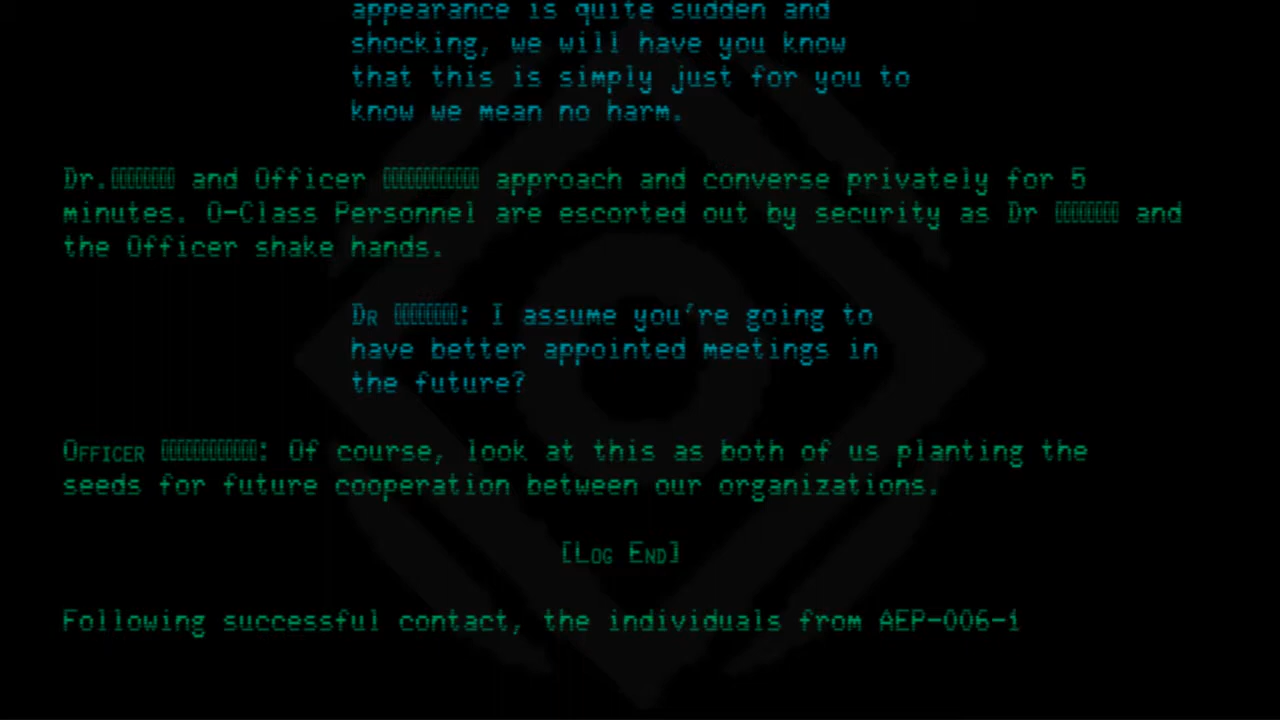 appearance is quite sudden and
shocking, we will have you know
that this is simply just for you to
know we mean no harm.
Dr.▯▯▯▯▯▯▯▯ and Officer ▯▯▯▯▯▯▯▯▯▯▯▯ approach and converse privately for 5
minutes. O-Class Personnel are escorted out by security as Dr ▯▯▯▯▯▯▯▯ and
the Officer shake hands.
DR ▯▯▯▯▯▯▯▯: I assume you're going to
have better appointed meetings in
the future?
OFFICER ▯▯▯▯▯▯▯▯▯▯▯▯: Of course, look at this as both of us planting the
seeds for future cooperation between our organizations.
[LOG END]
Following successful contact, the individuals from AEP-006-1